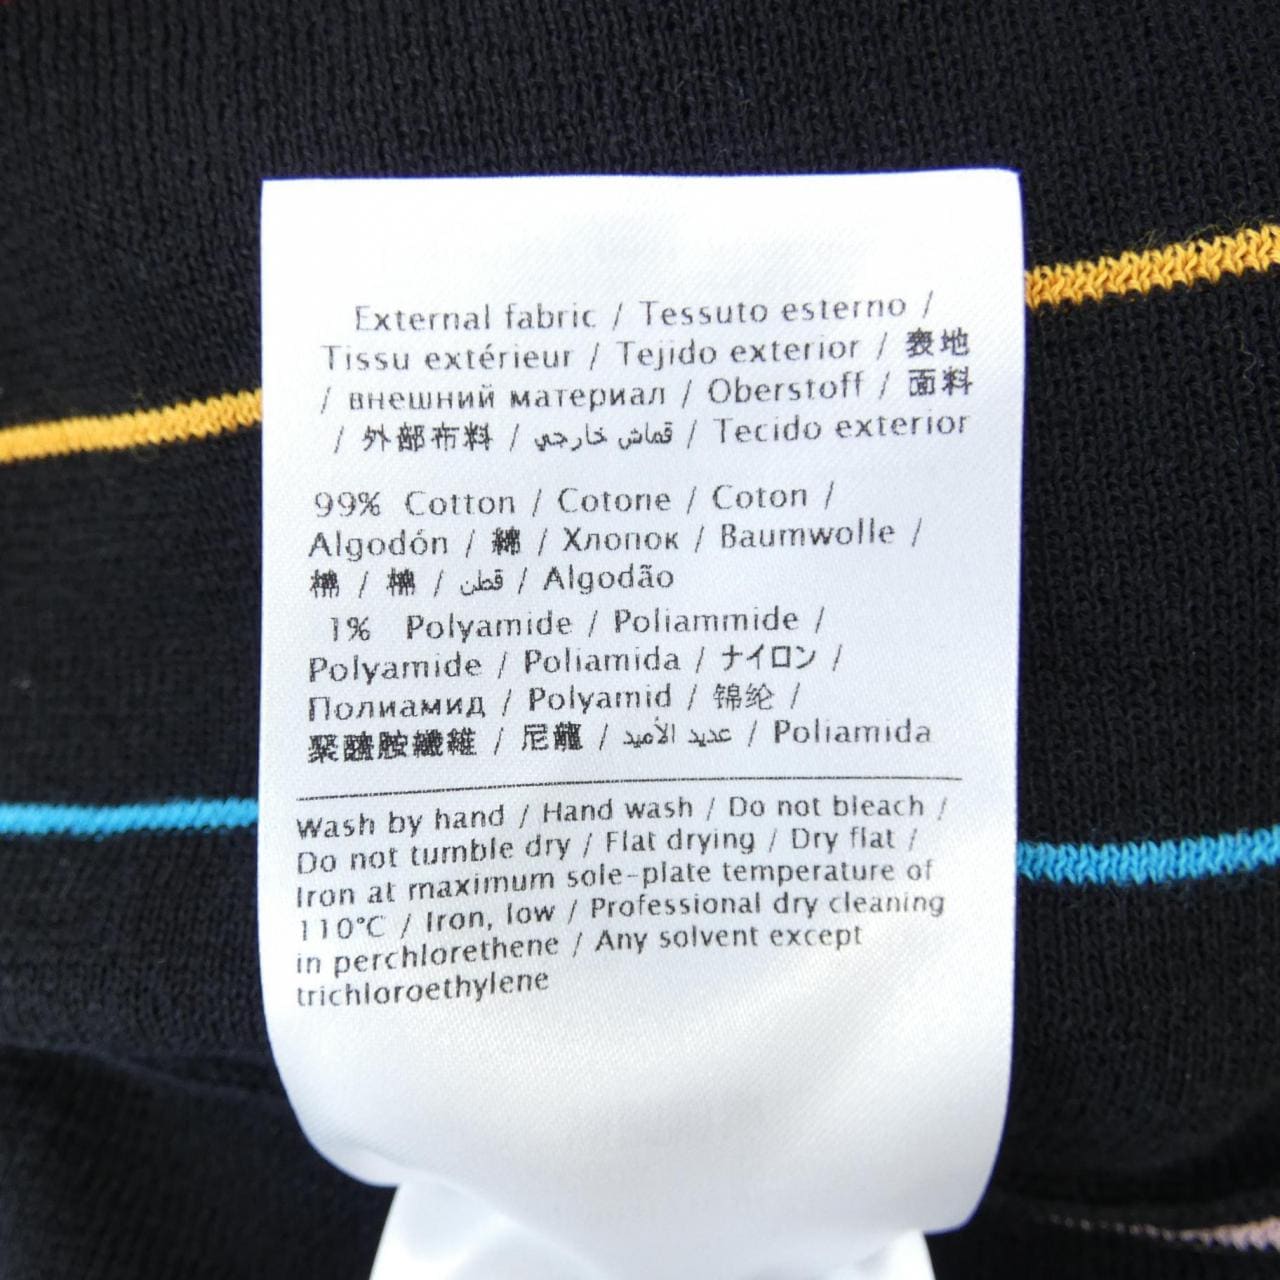 External fabric / Tessuto esterno /
Tissu extérieur / Tejido exterior / 表地
/ внешний материал / Oberstoff / 面料
/ 外部布料 / قماش خارجي / Tecido exterior
99% Cotton / Cotone / Coton /
Algodón / 綿 / Хлопок / Baumwolle /
棉 / 棉 / قطن / Algodão
1% Polyamide / Poliammide /
Polyamide / Poliamida / ナイロン /
Полиамид / Polyamid / 锦纶 /
聚醯胺纖維 / 尼龍 / عديد الأميد / Poliamida
Wash by hand / Hand wash / Do not bleach /
Do not tumble dry / Flat drying / Dry flat /
Iron at maximum sole-plate temperature of
110°C / Iron, low / Professional dry cleaning
in perchlorethene / Any solvent except
trichloroethylene